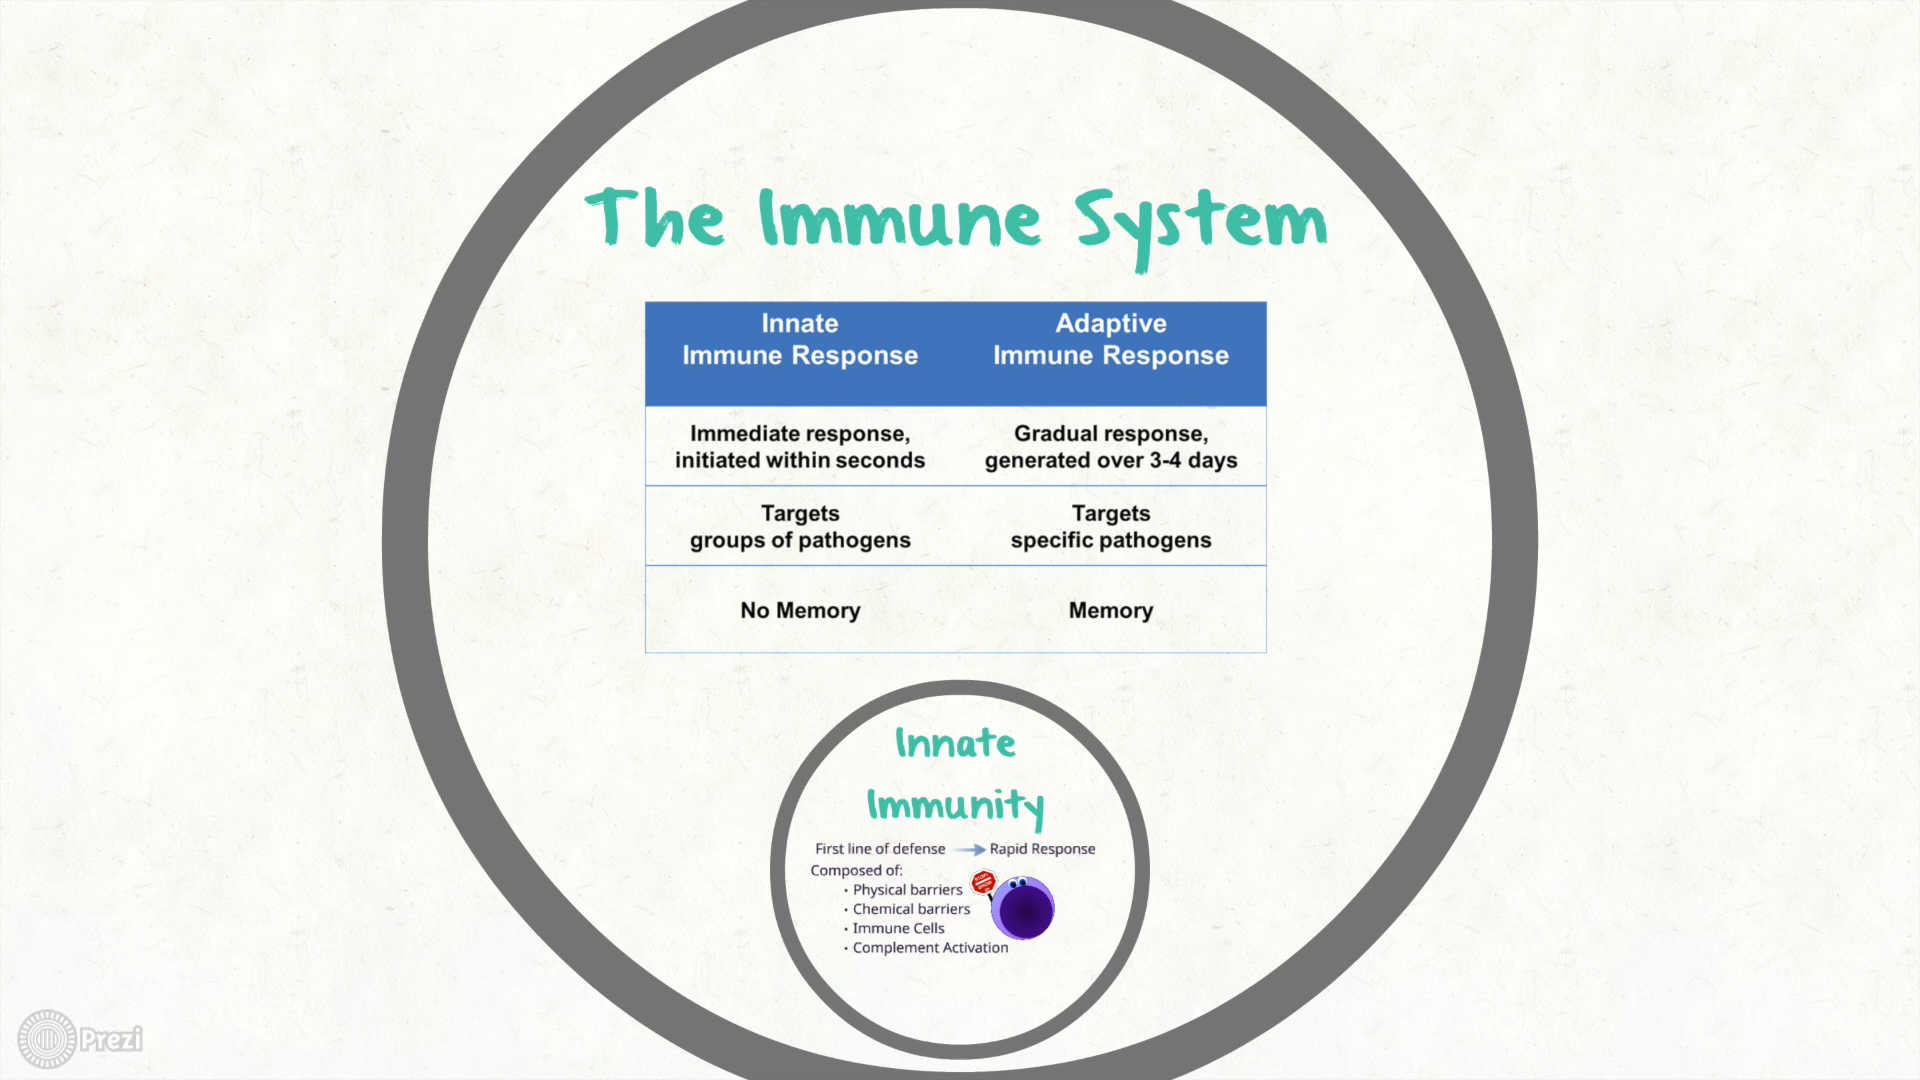 The Immune System
Innate
Immune Response
Adaptive
Immune Response
Immediate response,
initiated within seconds
Gradual response,
generated over 3-4 days
Targets
groups of pathogens
Targets
specific pathogens
No Memory
Memory
Innate
Immunity
First line of defense
Rapid Response
Composed of:
· Physical barriers
· Chemical barriers
· Immune Cells
· Complement Activation
Prezi